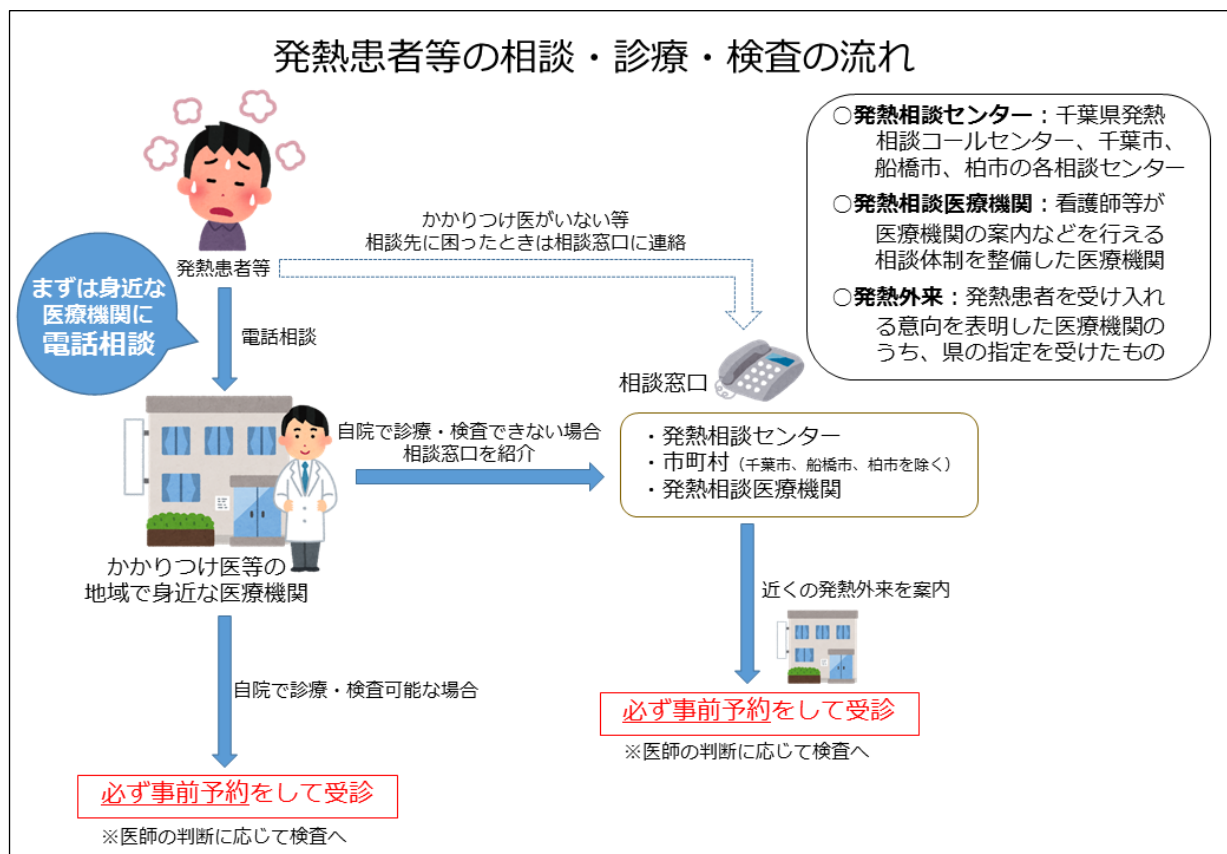 発熱患者等の相談・診療・検査の流れ
○発熱相談センター：千葉県発熱
相談コールセンター、千葉市、
船橋市、柏市の各相談センター
○発熱相談医療機関：看護師等が
医療機関の案内などを行える
相談体制を整備した医療機関
○発熱外来：発熱患者を受け入れ
る意向を表明した医療機関の
うち、県の指定を受けたもの
かかりつけ医がいない等
相談先に困ったときは相談窓口に連絡
発熱患者等
まずは身近な
医療機関に
電話相談
電話相談
相談窓口
自院で診療・検査できない場合
相談窓口を紹介
・発熱相談センター
・市町村（千葉市、船橋市、柏市を除く）
・発熱相談医療機関
かかりつけ医等の
地域で身近な医療機関
近くの発熱外来を案内
自院で診療・検査可能な場合
必ず事前予約をして受診
※医師の判断に応じて検査へ
必ず事前予約をして受診
※医師の判断に応じて検査へ